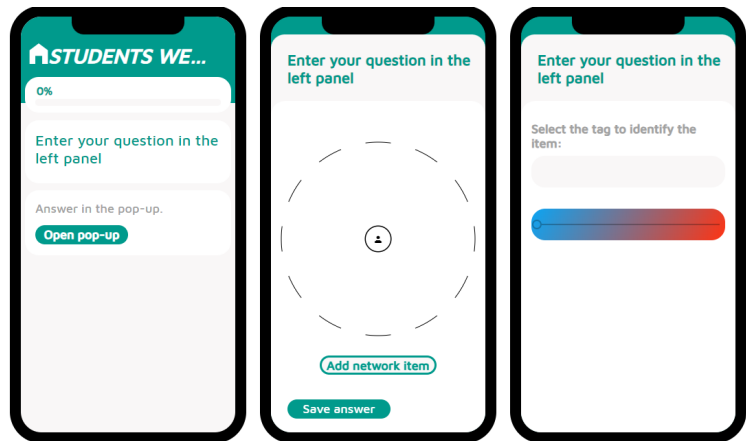 STUDENTS WE...
0%
Enter your question in the
left panel
Answer in the pop-up.
Open pop-up
Enter your question in the
left panel
Add network item
Save answer
Enter your question in the
left panel
Select the tag to identify the
item: